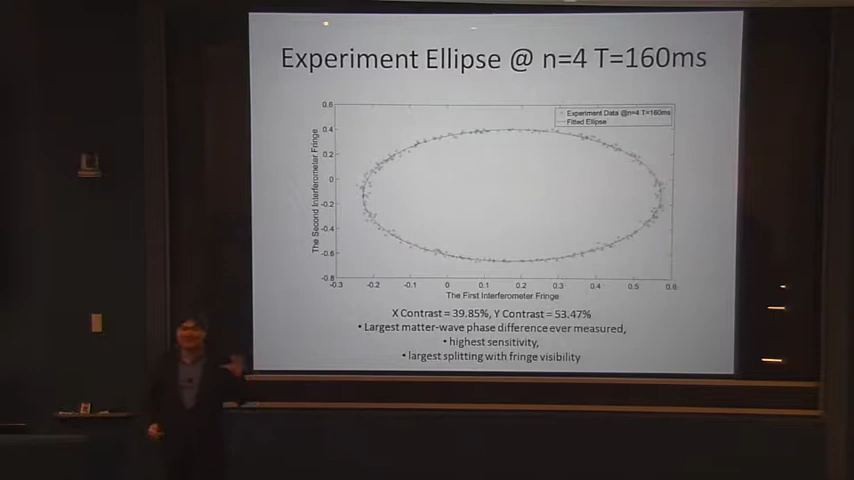 Experiment Ellipse @ n=4 T=160ms
Experiment Data @n=4 T=160ms
Fitted Ellipse
The Second Interferometer Fringe
0.6
0.4
0.2
0
-0.2
-0.4
-0.6
-0.8
-0.3 -0.2 -0.1 0 0.1 0.2 0.3 0.4 0.5 0.6
The First Interferometer Fringe
X Contrast = 39.85%, Y Contrast = 53.47%
• Largest matter-wave phase difference ever measured,
• highest sensitivity,
• largest splitting with fringe visibility